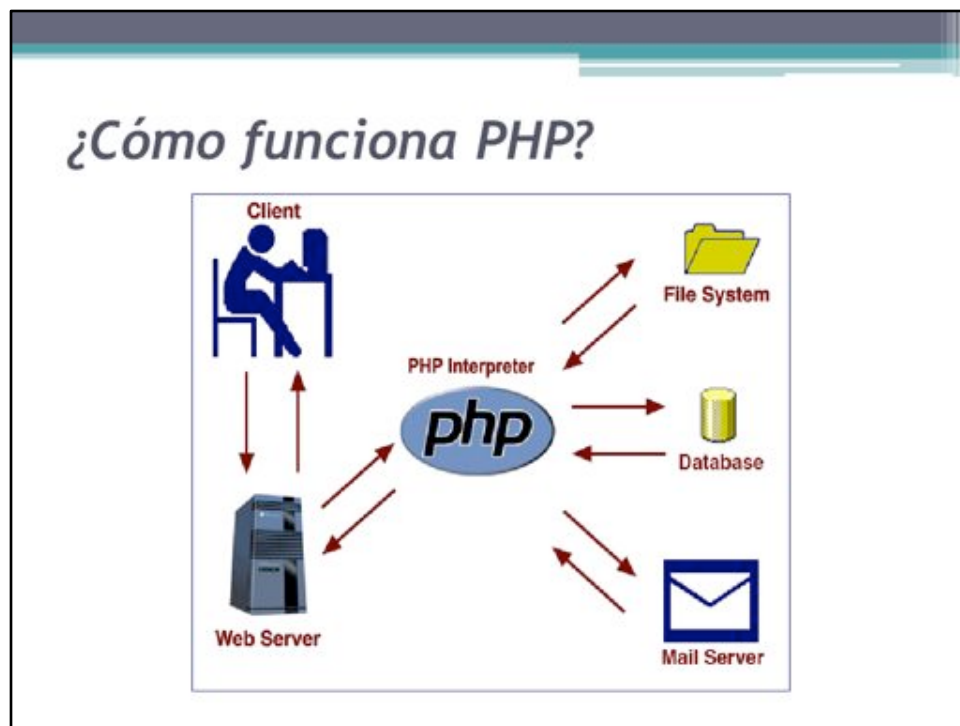 ¿Cómo funciona PHP?
Client
File System
PHP Interpreter
php
Database
Web Server
Mail Server